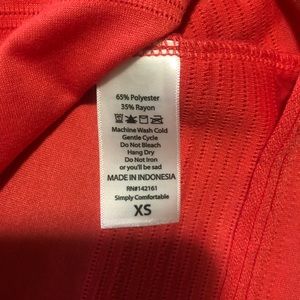 65% Polyester
35% Rayon
Machine Wash Cold
Gentle Cycle
Do Not Bleach
Hang Dry
Do Not Iron
or you'll be sad
MADE IN INDONESIA
RN#142161
Simply Comfortable
XS